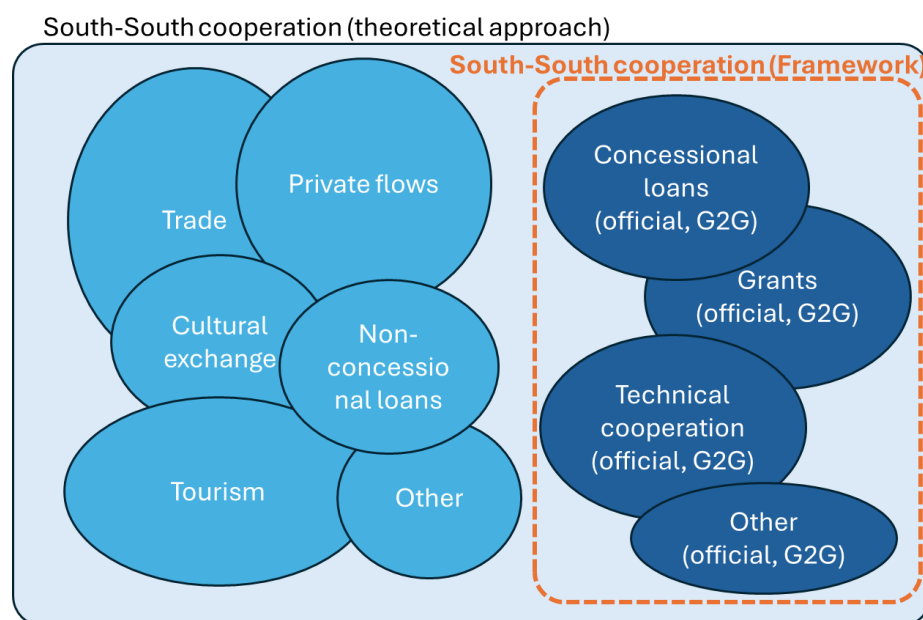 South-South cooperation (theoretical approach)
South-South cooperation (Framework)
Trade
Private flows
Cultural
exchange
Non-
concessio
nal loans
Tourism
Other
Concessional
loans
(official, G2G)
Grants
(official, G2G)
Technical
cooperation
(official, G2G)
Other
(official, G2G)